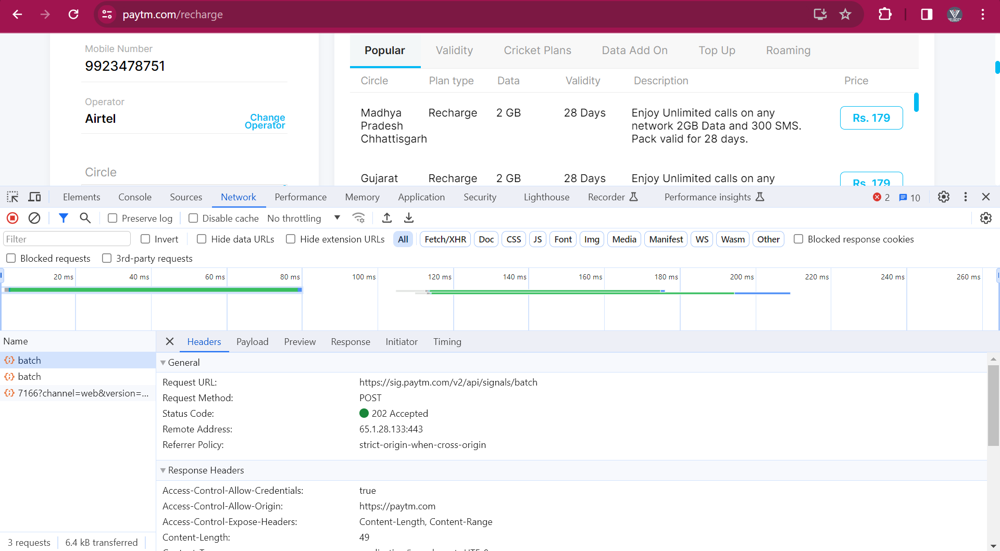 paytm.com/recharge
VELOCITY
Mobile Number
9923478751
Operator
Airtel
Change
Operator
Circle
Popular Validity Cricket Plans Data Add On Top Up Roaming
Circle Plan type Data Validity Description Price
Madhya Recharge 2 GB 28 Days Enjoy Unlimited calls on any Rs. 179
Pradesh network 2GB Data and 300 SMS.
Chhattisgarh Pack valid for 28 days.
Gujarat Recharge 2 GB 28 Days Enjoy Unlimited calls on any Rs. 179
Elements Console Sources Network Performance Memory Application Security Lighthouse Recorder Performance insights 2 10
Preserve log Disable cache No throttling
Filter Invert Hide data URLs Hide extension URLs All Fetch/XHR Doc CSS JS Font Img Media Manifest WS Wasm Other Blocked response cookies
Blocked requests 3rd-party requests
20 ms 40 ms 60 ms 80 ms 100 ms 120 ms 140 ms 160 ms 180 ms 200 ms 220 ms 240 ms 260 ms
Name
batch
batch
7166?channel=web&version=...
3 requests 6.4 kB transferred
Headers Payload Preview Response Initiator Timing
General
Request URL: https://sig.paytm.com/v2/api/signals/batch
Request Method: POST
Status Code: 202 Accepted
Remote Address: 65.1.28.133:443
Referrer Policy: strict-origin-when-cross-origin
Response Headers
Access-Control-Allow-Credentials: true
Access-Control-Allow-Origin: https://paytm.com
Access-Control-Expose-Headers: Content-Length, Content-Range
Content-Length: 49